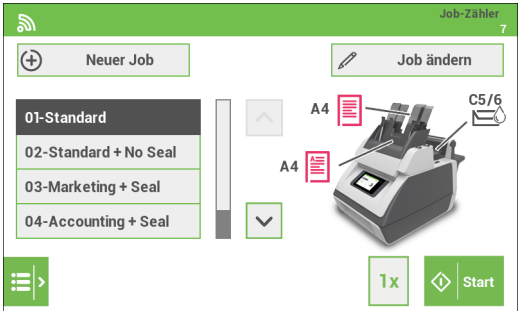 Job-Zähler
7
Neuer Job
Job ändern
01-Standard
02-Standard + No Seal
03-Marketing + Seal
04-Accounting + Seal
A4
C5/6
A4
1x
Start